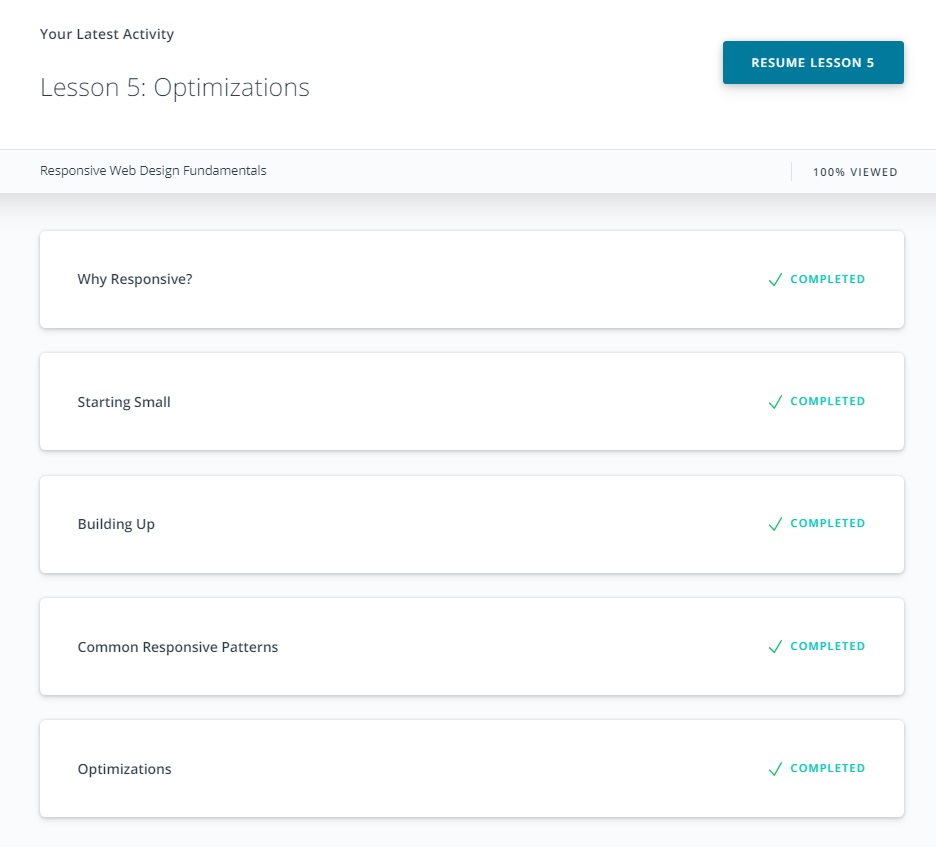 Your Latest Activity
Lesson 5: Optimizations
RESUME LESSON 5
Responsive Web Design Fundamentals
100% VIEWED
Why Responsive?
COMPLETED
Starting Small
COMPLETED
Building Up
COMPLETED
Common Responsive Patterns
COMPLETED
Optimizations
COMPLETED